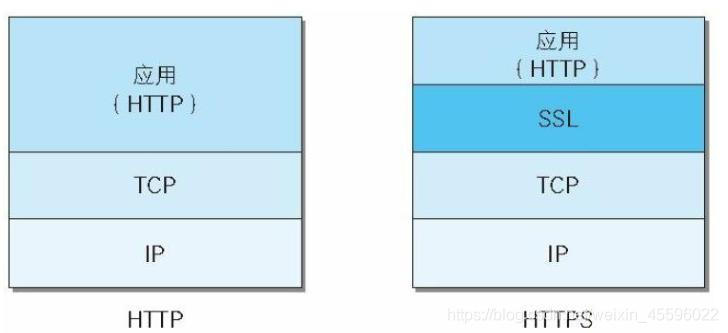 应用
{ HTTP }
TCP
IP
HTTP
应用
{ HTTP }
SSL
TCP
IP
HTTPS